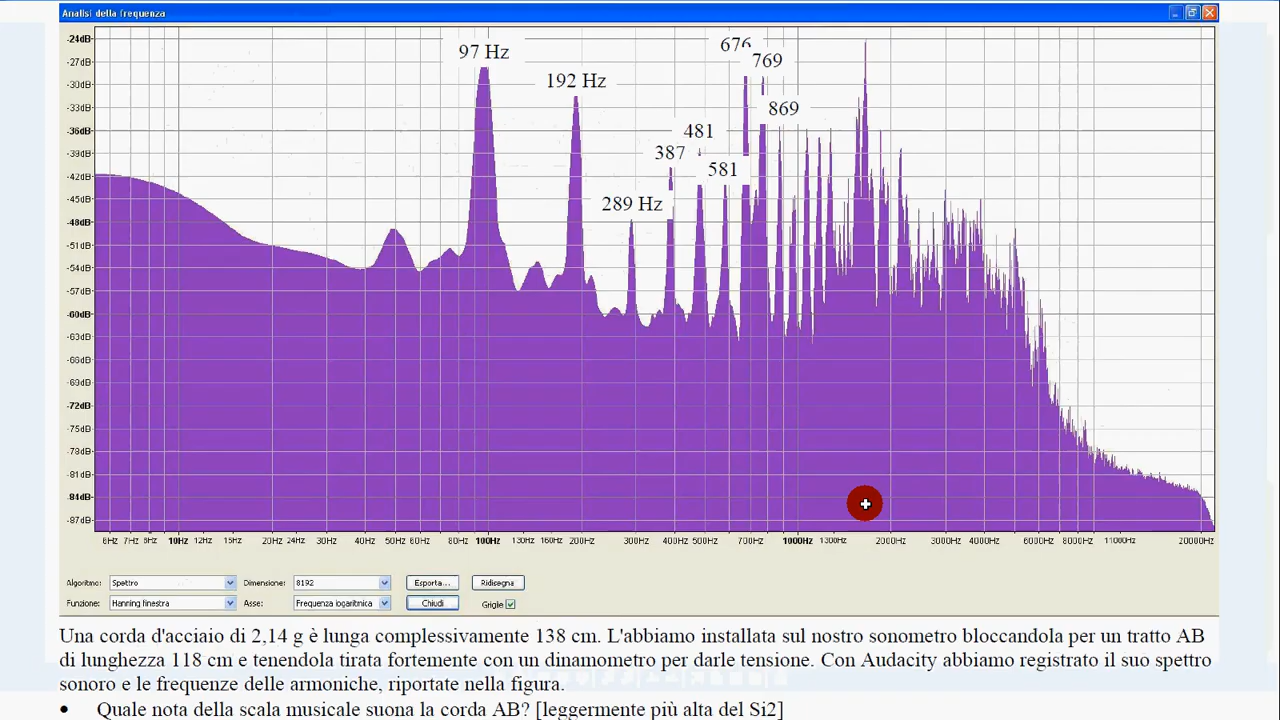 Analisi della frequenza
-24dB
-27dB
-30dB
-33dB
-36dB
-39dB
-42dB
-45dB
-48dB
-51dB
-54dB
-57dB
-60dB
-63dB
-66dB
-69dB
-72dB
-75dB
-78dB
-81dB
-84dB
-87dB
97 Hz
192 Hz
289 Hz
387
481
581
676
769
869
6Hz 7Hz 8Hz 10Hz 12Hz 15Hz 20Hz 24Hz 30Hz 40Hz 50Hz 60Hz 80Hz 100Hz 130Hz 160Hz 200Hz 300Hz 400Hz 500Hz 700Hz 1000Hz 1300Hz 2000Hz 3000Hz 4000Hz 6000Hz 8000Hz 11000Hz 20000Hz
Algoritmo: Spettro Dimensione: 8192 Esporta... Ridisegna
Funzione: Hanning finestra Asse: Frequenza logaritmica Chiudi Griglie
Una corda d'acciaio di 2,14 g è lunga complessivamente 138 cm. L'abbiamo installata sul nostro sonometro bloccandola per un tratto AB
di lunghezza 118 cm e tenendola tirata fortemente con un dinamometro per darle tensione. Con Audacity abbiamo registrato il suo spettro
sonoro e le frequenze delle armoniche, riportate nella figura.
• Quale nota della scala musicale suona la corda AB? [leggermente più alta del Si2]